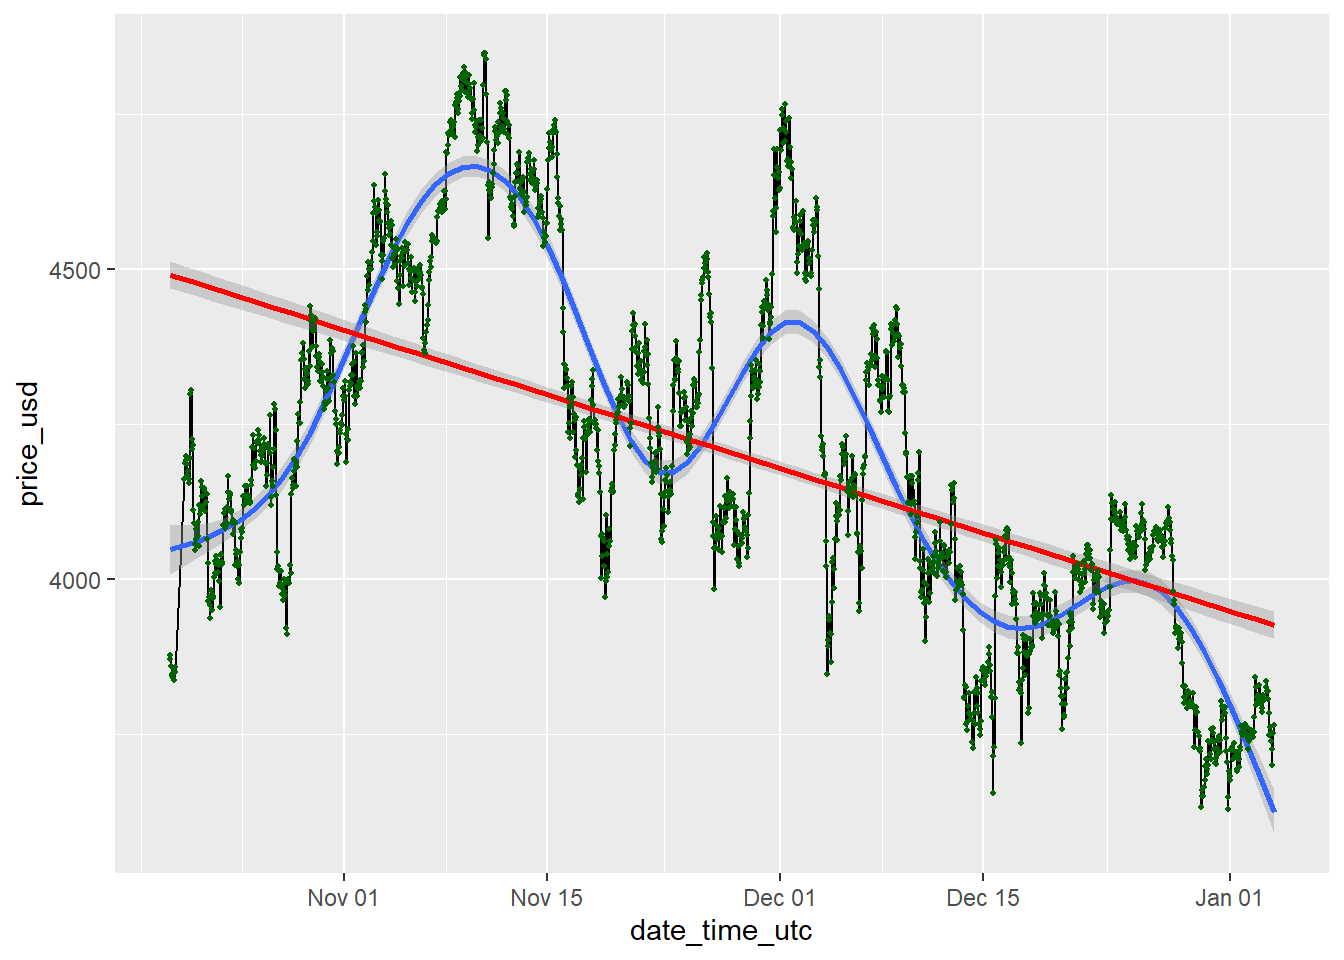 price_usd
4500
4000
Nov 01
Nov 15
Dec 01
Dec 15
Jan 01
date_time_utc